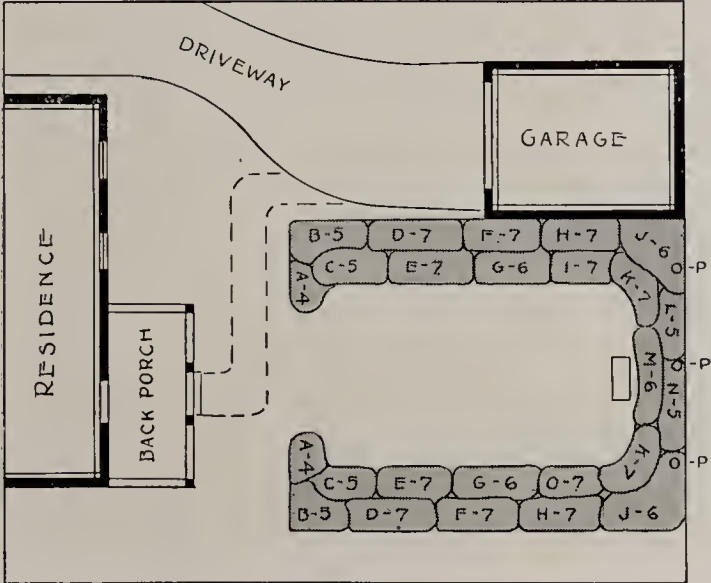 DRIVEWAY
GARAGE
RESIDENCE
BACK PORCH
B-5 D-7 F-7 H-7 J-6
A-4 C-5 E-7 G-6 I-7 K-7 O-P
L-5
M-6 O-P
N-5
A-4 C-5 E-7 G-6 O-7 K-7 O-P
B-5 D-7 F-7 H-7 J-6